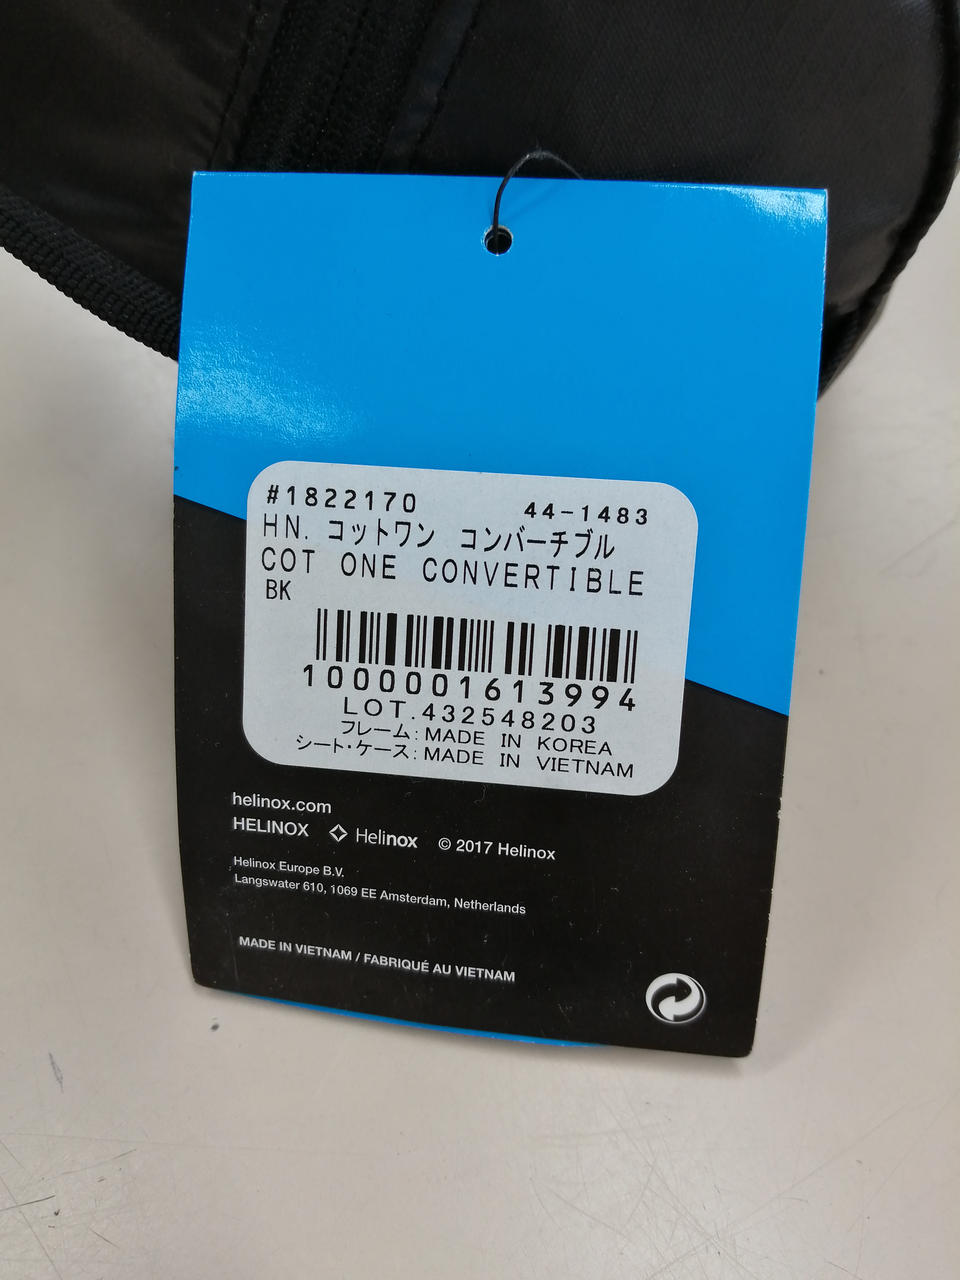 #1822170 44-1483
HN. コットワン コンバーチブル
COT ONE CONVERTIBLE
BK
1000001613994
LOT.432548203
フレーム:MADE IN KOREA
シート・ケース:MADE IN VIETNAM
helinox.com
HELINOX Helinox © 2017 Helinox
Helinox Europe B.V.
Langswater 610, 1069 EE Amsterdam, Netherlands
MADE IN VIETNAM / FABRIQUÉ AU VIETNAM